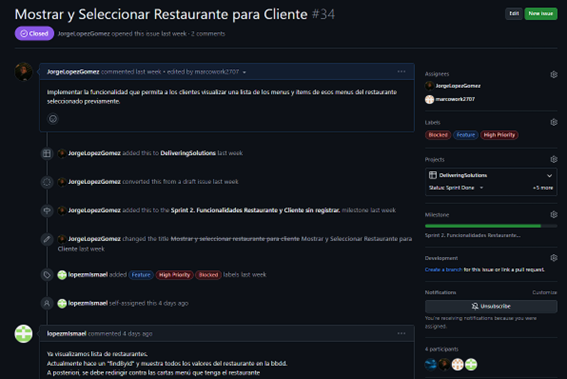 Mostrar y Seleccionar Restaurante para Cliente #34
Edit
New issue
Closed
JorgeLopezGomez opened this issue last week · 2 comments
JorgeLopezGomez commented last week • edited by marcowork2707
Implementar la funcionalidad que permita a los clientes visualizar una lista de los menus y items de esos menus del restaurante
seleccionado previamente.
JorgeLopezGomez added this to DeliveringSolutions last week
JorgeLopezGomez converted this from a draft issue last week
JorgeLopezGomez added this to the Sprint 2. Funcionalidades Restaurante y Cliente sin registrar. milestone last week
JorgeLopezGomez changed the title Mostrar y seleccionar restaurante para cliente Mostrar y Seleccionar Restaurante para
Cliente last week
lopezmismael added Feature High Priority Blocked labels last week
lopezmismael self-assigned this 4 days ago
lopezmismael commented 4 days ago
Ya visualizamos lista de restaurantes.
Actualmente hace un "findById" y muestra todos los valores del restaurante en la bbdd.
A posteriori, se debe redirigir contra las cartas menú que tenga el restaurante
Assignees
JorgeLopezGomez
marcowork2707
Labels
Blocked Feature High Priority
Projects
DeliveringSolutions
Status: Sprint Done
+5 more
Milestone
Sprint 2. Funcionalidades Restaurante...
Development
Create a branch for this issue or link a pull request.
Notifications
Customize
Unsubscribe
You're receiving notifications because you were
assigned.
4 participants